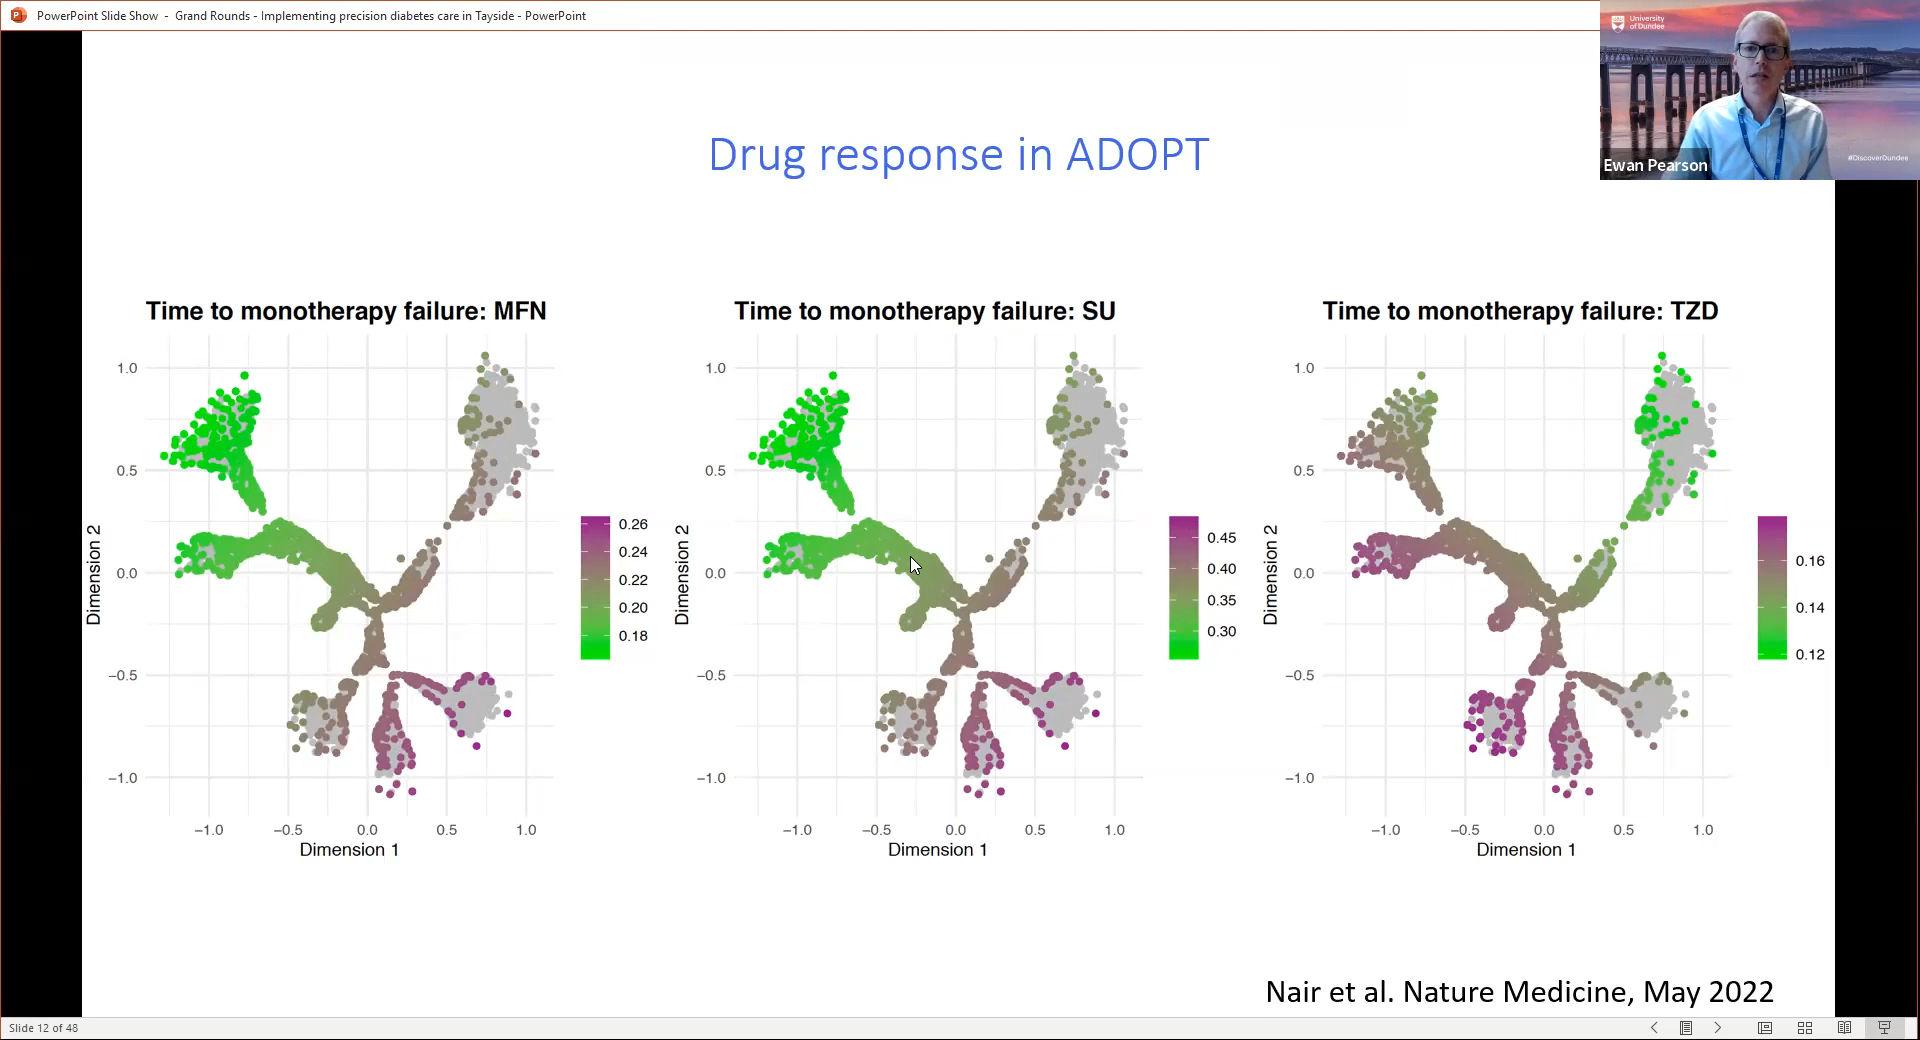 PowerPoint Slide Show - Grand Rounds - Implementing precision diabetes care in Tayside - PowerPoint
University
of Dundee
#DiscoverDundee
Ewan Pearson
Drug response in ADOPT
Time to monotherapy failure: MFN
1.0
0.5
0.0
−0.5
−1.0
Dimension 2
−1.0 −0.5 0.0 0.5 1.0
Dimension 1
0.26
0.24
0.22
0.20
0.18
Time to monotherapy failure: SU
1.0
0.5
0.0
−0.5
−1.0
Dimension 2
−1.0 −0.5 0.0 0.5 1.0
Dimension 1
0.45
0.40
0.35
0.30
Time to monotherapy failure: TZD
1.0
0.5
0.0
−0.5
−1.0
Dimension 2
−1.0 −0.5 0.0 0.5 1.0
Dimension 1
0.16
0.14
0.12
Nair et al. Nature Medicine, May 2022
Slide 12 of 48